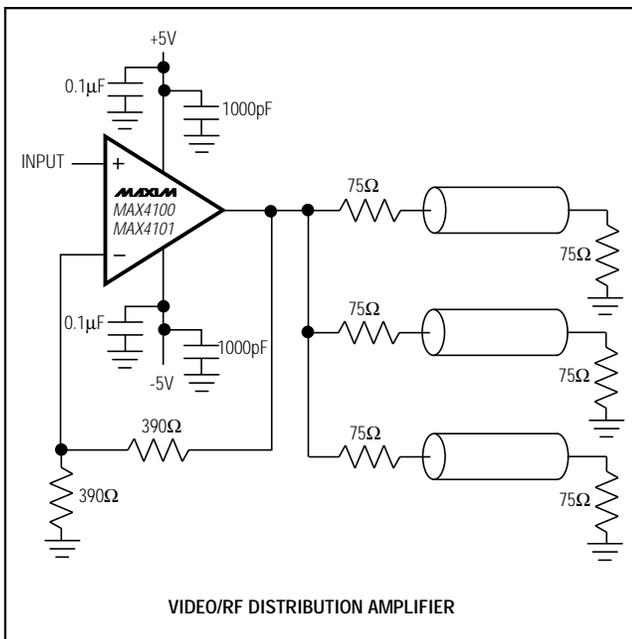 +5V
0.1µF
1000pF
INPUT
+
75Ω
MAXIM
MAX4100
MAX4101
75Ω
−
75Ω
0.1µF
1000pF
75Ω
-5V
390Ω
75Ω
390Ω
75Ω
VIDEO/RF DISTRIBUTION AMPLIFIER